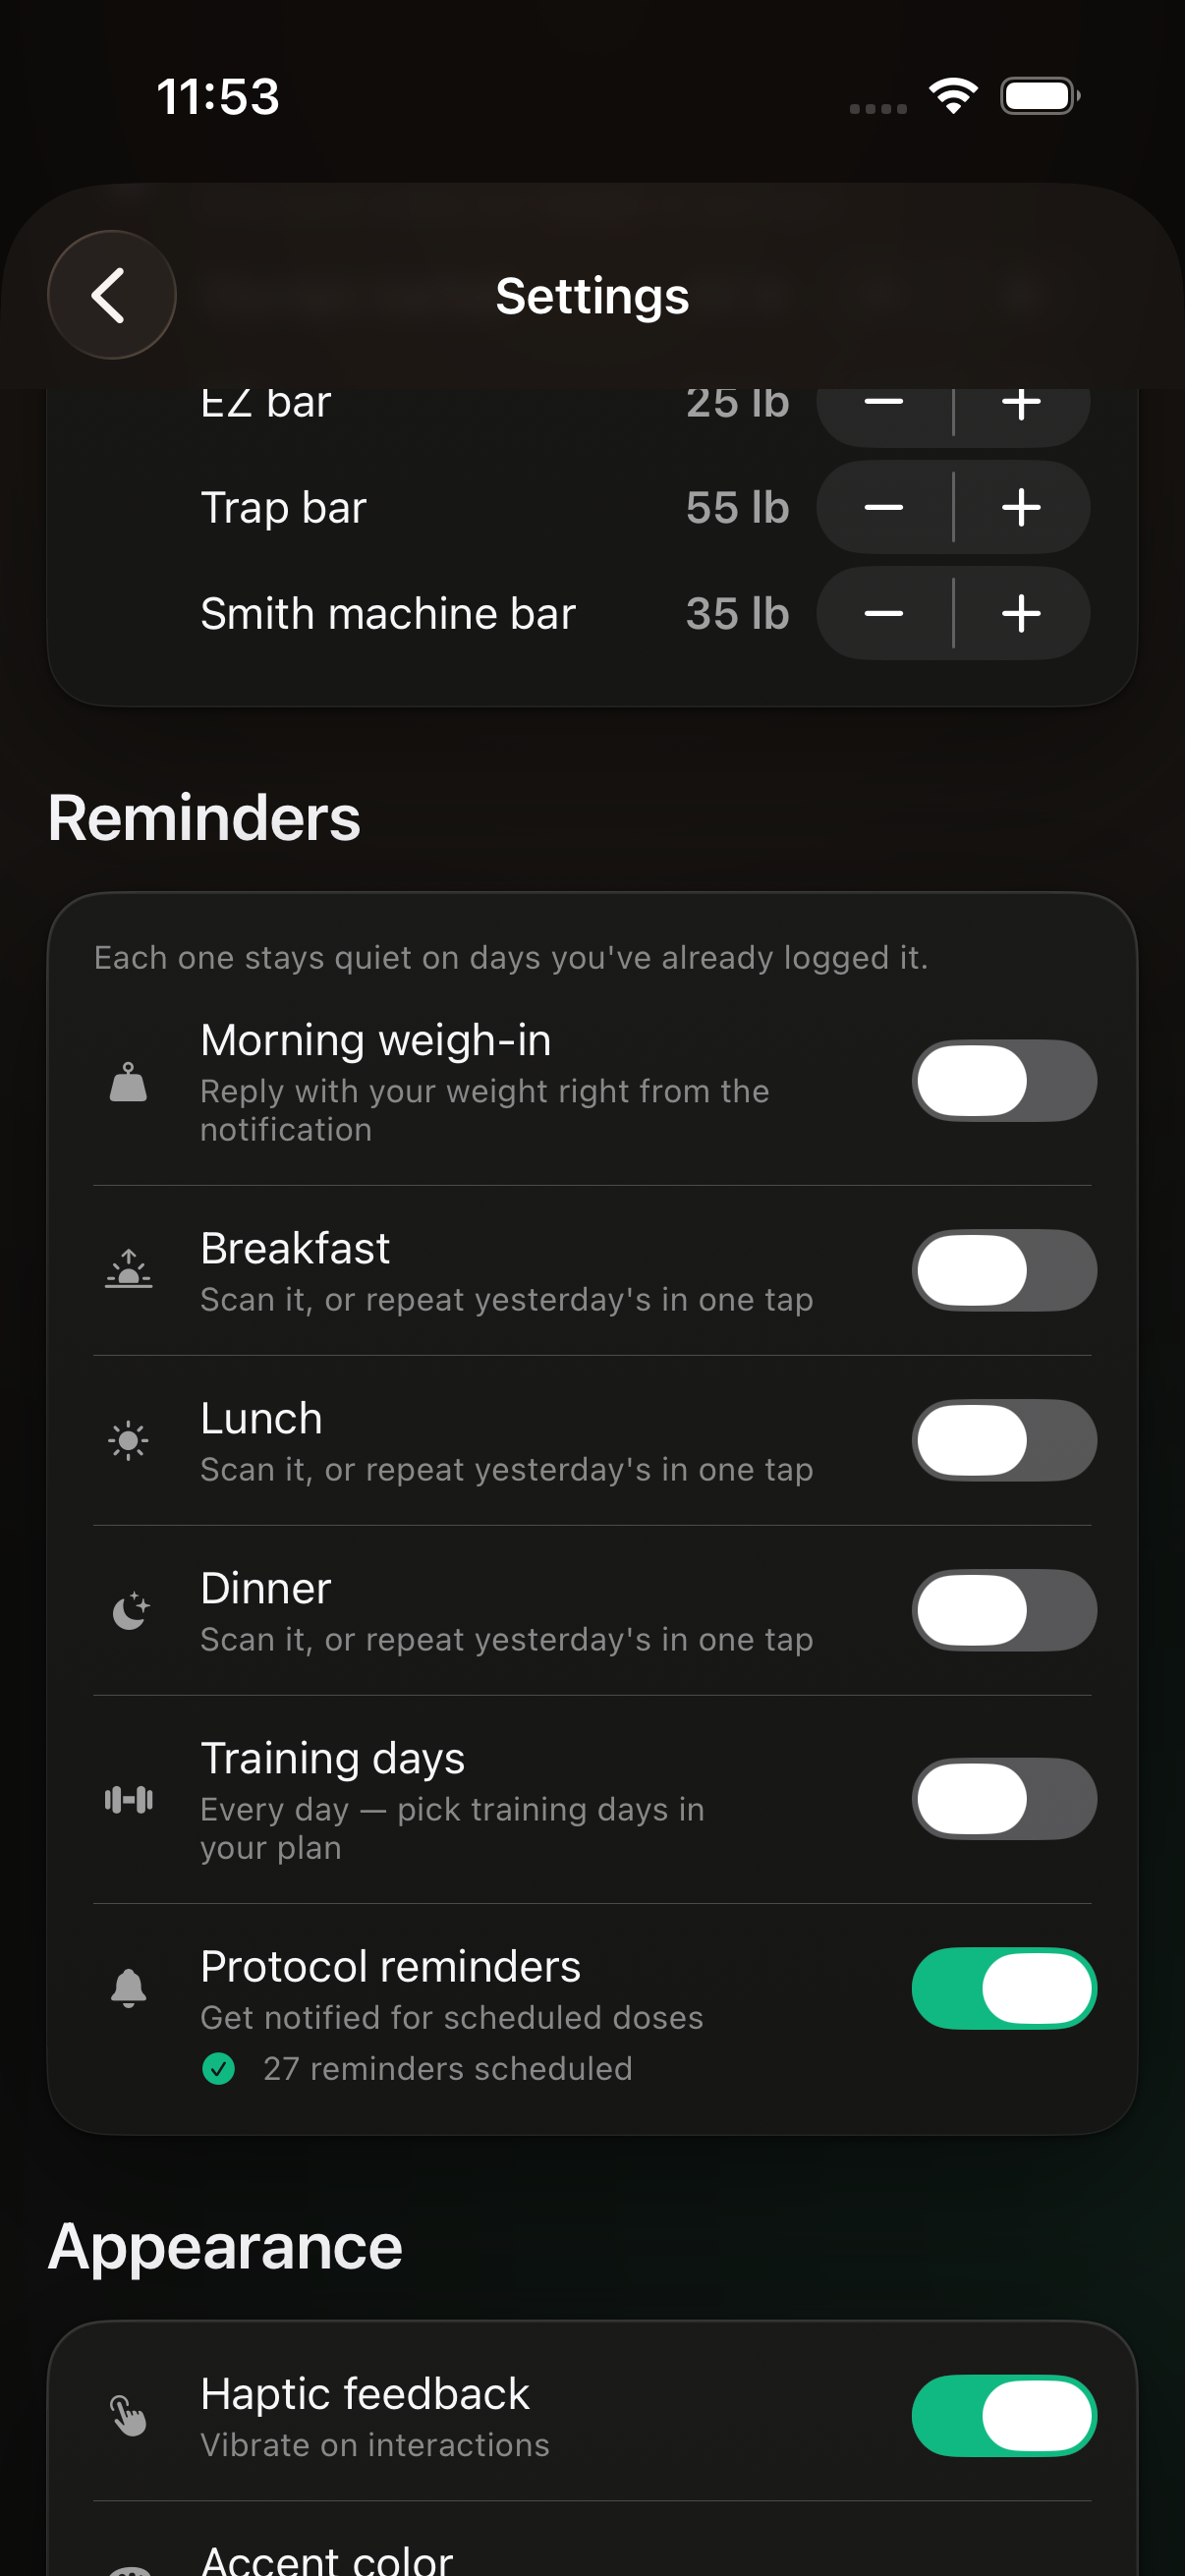 11:53
Settings
EZ bar
25 lb
Trap bar
55 lb
Smith machine bar
35 lb
Reminders
Each one stays quiet on days you've already logged it.
Morning weigh-in
Reply with your weight right from the
notification
Breakfast
Scan it, or repeat yesterday's in one tap
Lunch
Scan it, or repeat yesterday's in one tap
Dinner
Scan it, or repeat yesterday's in one tap
Training days
Every day — pick training days in
your plan
Protocol reminders
Get notified for scheduled doses
27 reminders scheduled
Appearance
Haptic feedback
Vibrate on interactions
Accent color